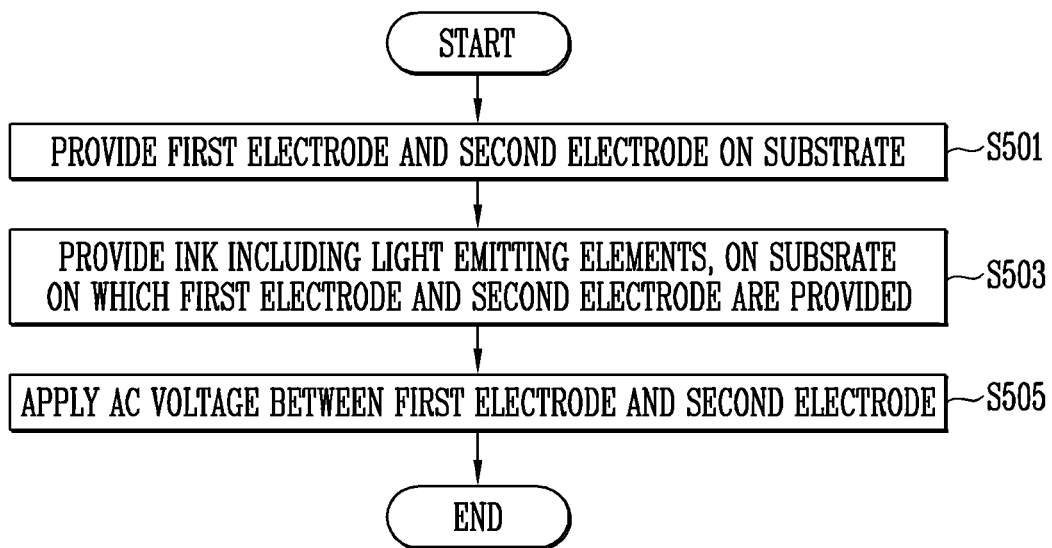 START
PROVIDE FIRST ELECTRODE AND SECOND ELECTRODE ON SUBSTRATE
S501
PROVIDE INK INCLUDING LIGHT EMITTING ELEMENTS, ON SUBSRATE
ON WHICH FIRST ELECTRODE AND SECOND ELECTRODE ARE PROVIDED
S503
APPLY AC VOLTAGE BETWEEN FIRST ELECTRODE AND SECOND ELECTRODE
S505
END